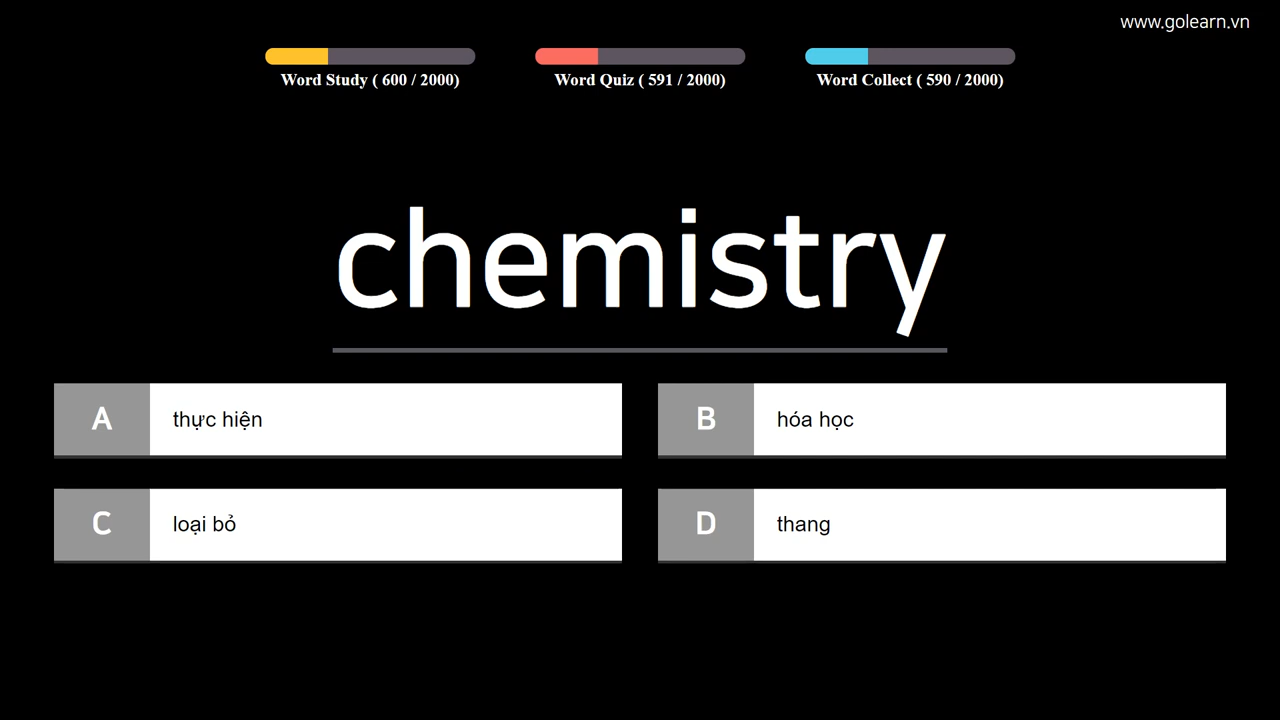 www.golearn.vn
Word Study ( 600 / 2000)
Word Quiz ( 591 / 2000)
Word Collect ( 590 / 2000)
chemistry
A thực hiện
B hóa học
C loại bỏ
D thang